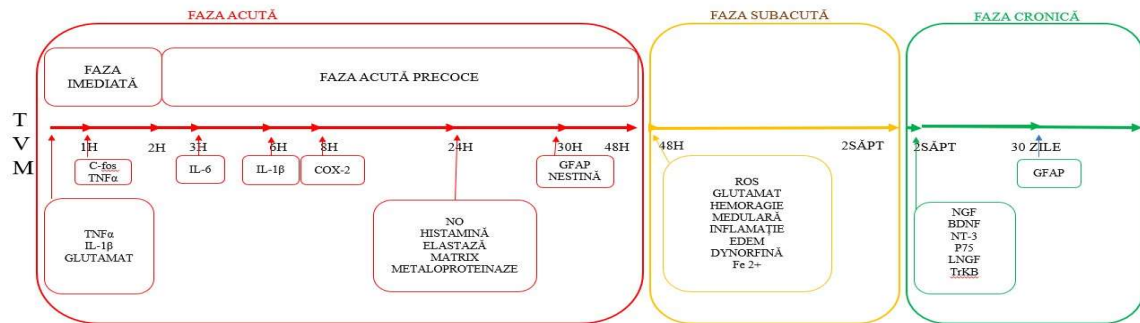 FAZA ACUTĂ
FAZA SUBACUTĂ
FAZA CRONICĂ
FAZA
IMEDIATĂ
FAZA ACUTĂ PRECOCE
T
V
M
1H
2H
3H
6H
8H
24H
30H
48H
48H
2SĂPT
2SĂPT
30 ZILE
C-fos
TNFα
IL-6
IL-1β
COX-2
GFAP
NESTINĂ
GFAP
TNFα
IL-1β
GLUTAMAT
NO
HISTAMINĂ
ELASTAZĂ
MATRIX
METALOPROTEINAZE
ROS
GLUTAMAT
HEMORAGIE
MEDULARĂ
INFLAMAȚIE
EDEM
DYNORFINĂ
Fe 2+
NGF
BDNF
NT-3
P75
LNGF
TrKB